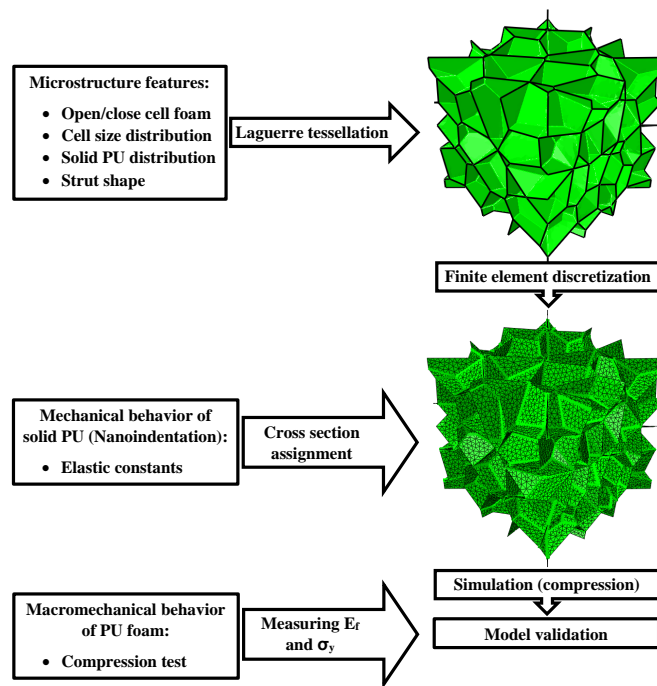 Microstructure features:
• Open/close cell foam
• Cell size distribution
• Solid PU distribution
• Strut shape
Laguerre tessellation
Finite element discretization
Mechanical behavior of
solid PU (Nanoindentation):
• Elastic constants
Cross section
assignment
Simulation (compression)
Macromechanical behavior
of PU foam:
• Compression test
Measuring Ef
and σy
Model validation